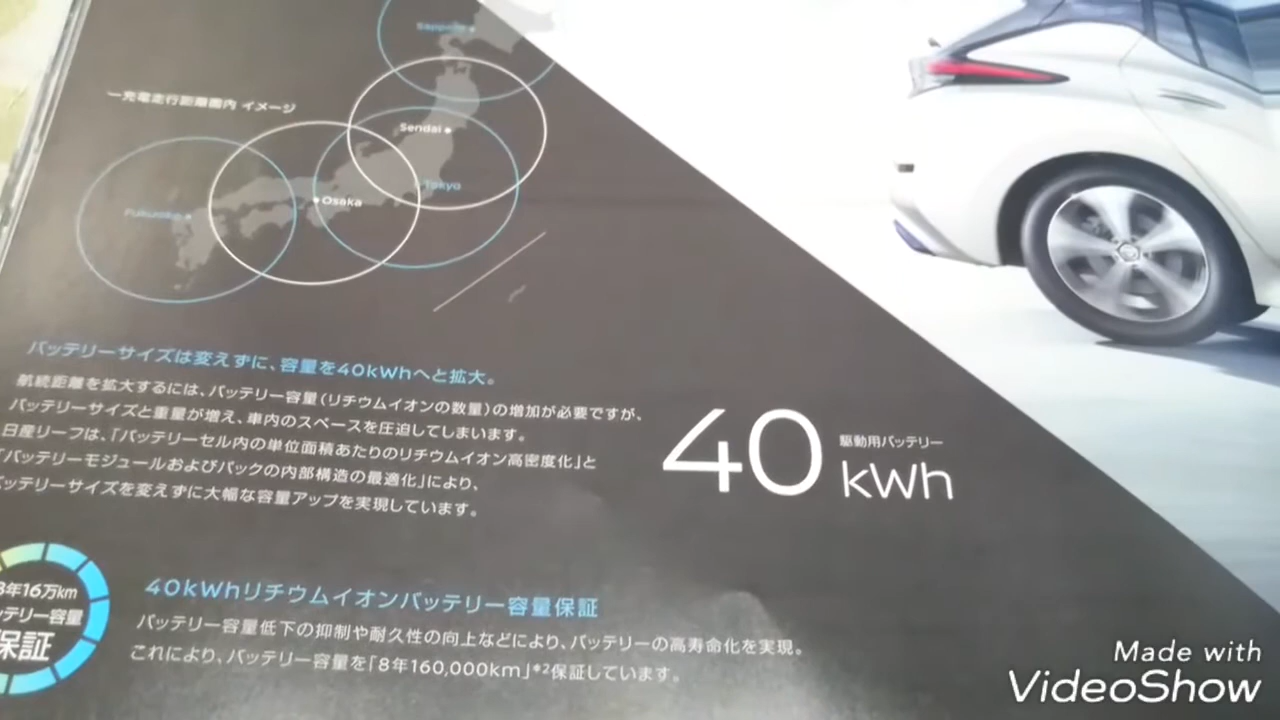 Sapporo
一充電走行距離圏内 イメージ
Sendai
Tokyo
Osaka
Fukuoka
バッテリーサイズは変えずに、容量を40kWhへと拡大。
航続距離を拡大するには、バッテリー容量(リチウムイオンの数量)の増加が必要ですが、
バッテリーサイズと重量が増え、車内のスペースを圧迫してしまいます。
日産リーフは、「バッテリーセル内の単位面積あたりのリチウムイオン高密度化」と
「バッテリーモジュールおよびパックの内部構造の最適化」により、
ッテリーサイズを変えずに大幅な容量アップを実現しています。
40
駆動用バッテリー
kWh
8年16万km
ッテリー容量
保証
40kWhリチウムイオンバッテリー容量保証
バッテリー容量低下の抑制や耐久性の向上などにより、バッテリーの高寿命化を実現。
これにより、バッテリー容量を「8年160,000km」*2保証しています。
Made with
VideoShow